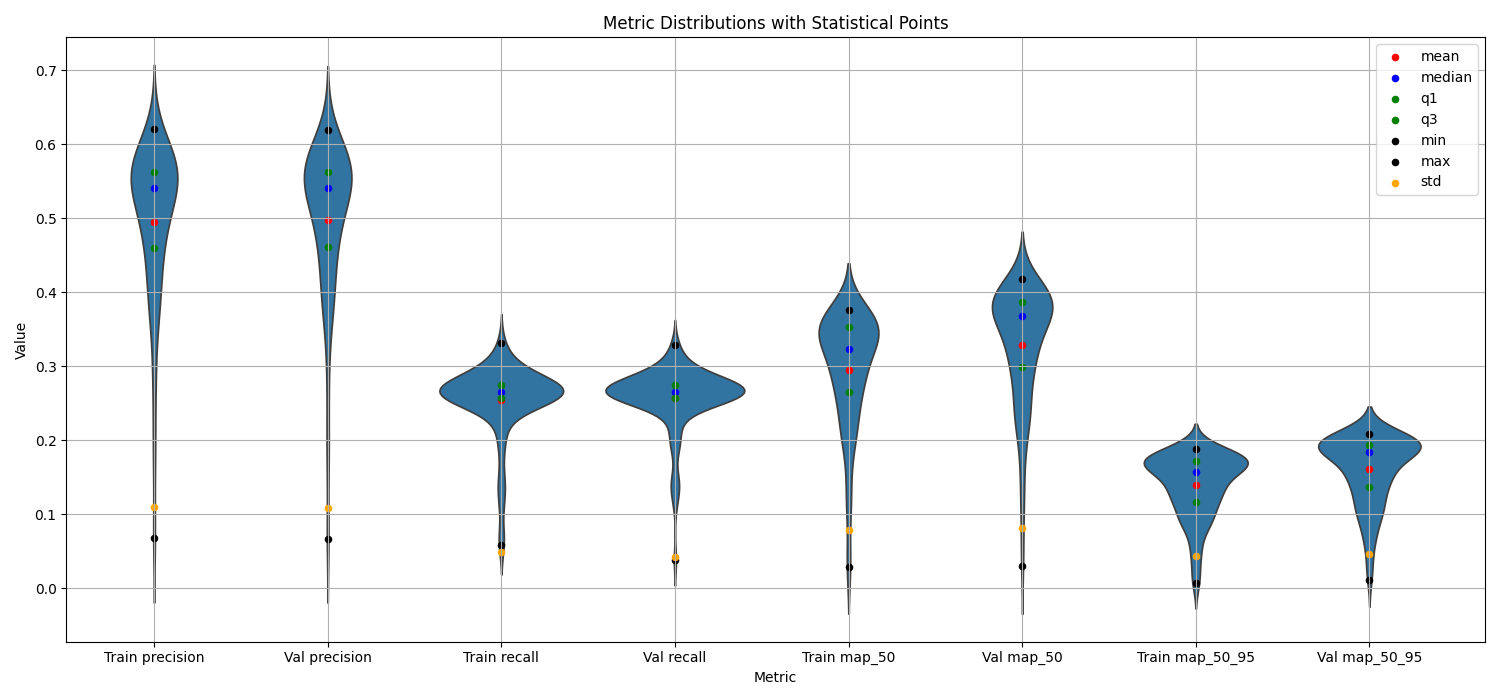 Metric Distributions with Statistical Points
mean
median
q1
q3
min
max
std
Value
0.7
0.6
0.5
0.4
0.3
0.2
0.1
0.0
Train precision
Val precision
Train recall
Val recall
Train map_50
Val map_50
Train map_50_95
Val map_50_95
Metric